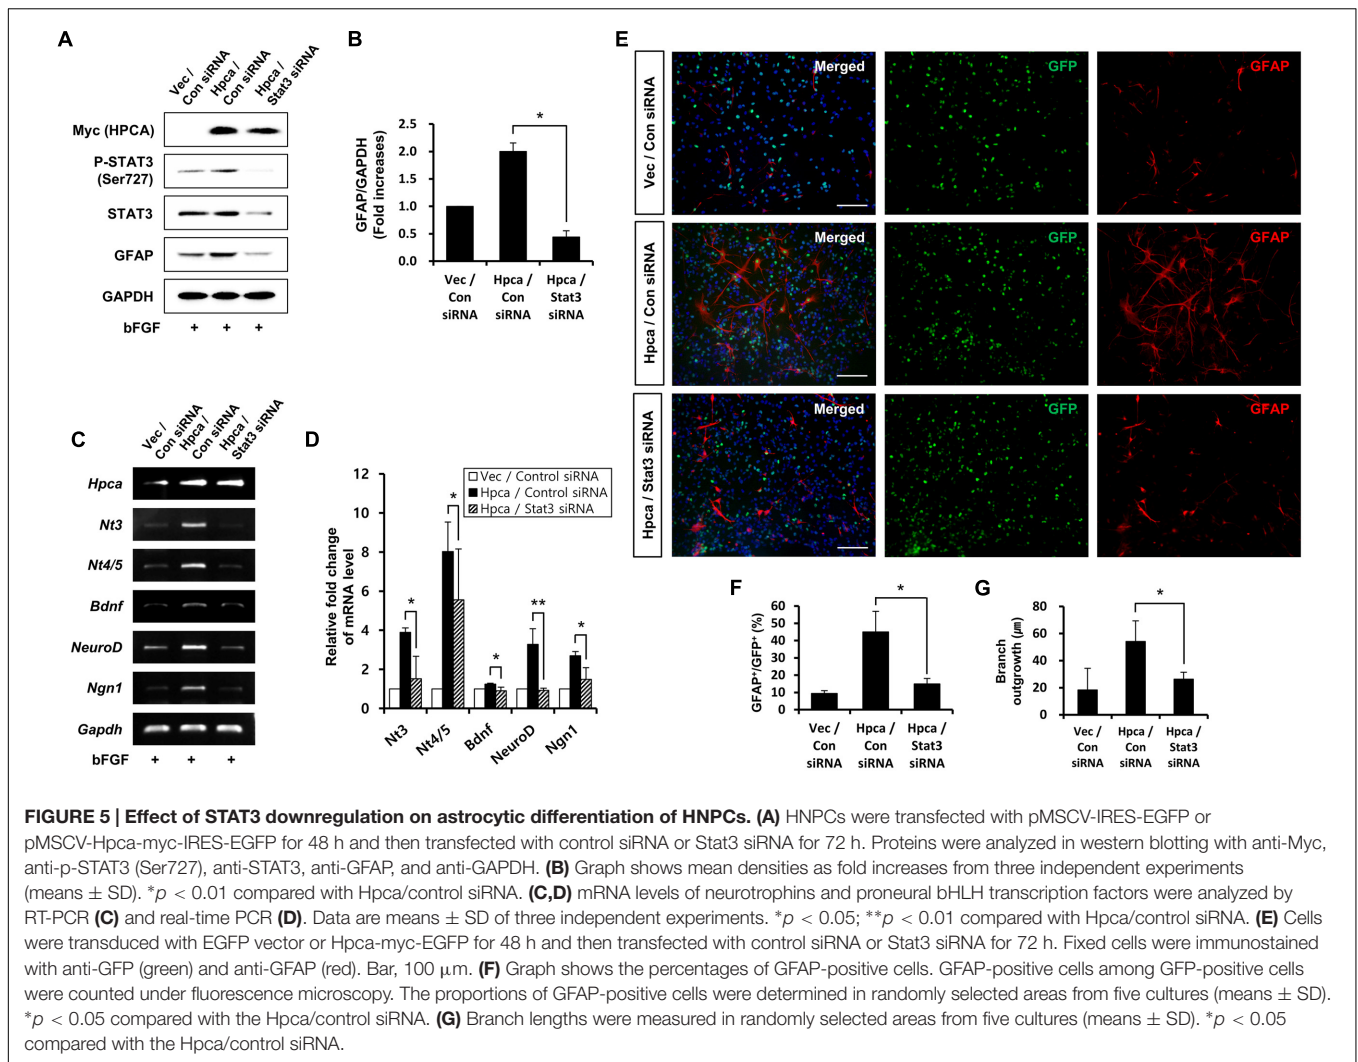 A
Vec /
Con siRNA
Hpca /
Con siRNA
Hpca /
Stat3 siRNA
Myc (HPCA)
P-STAT3
(Ser727)
STAT3
GFAP
GAPDH
bFGF + + +
B
GFAP/GAPDH
(Fold increases)
2.5
2.0
1.5
1.0
0.5
0.0
*
Vec / Hpca / Hpca /
Con Con Stat3
siRNA siRNA siRNA
C
Vec /
Con siRNA
Hpca /
Con siRNA
Hpca /
Stat3 siRNA
Hpca
Nt3
Nt4/5
Bdnf
NeuroD
Ngn1
Gapdh
bFGF + + +
D
Relative fold change
of mRNA level
12
10
8
6
4
2
0
Vec / Control siRNA
Hpca / Control siRNA
Hpca / Stat3 siRNA
* * * ** *
Nt3 Nt4/5 Bdnf NeuroD Ngn1
E
Vec / Con siRNA
Merged GFP GFAP
Hpca / Con siRNA
Merged GFP GFAP
Hpca / Stat3 siRNA
Merged GFP GFAP
F
GFAP⁺/GFP⁺ (%)
60
50
40
30
20
10
0
*
Vec / Hpca / Hpca /
Con Con Stat3
siRNA siRNA siRNA
G
Branch
outgrowth (㎛)
80
60
40
20
0
*
Vec / Hpca / Hpca /
Con Con Stat3
siRNA siRNA siRNA
FIGURE 5 | Effect of STAT3 downregulation on astrocytic differentiation of HNPCs. (A) HNPCs were transfected with pMSCV-IRES-EGFP or
pMSCV-Hpca-myc-IRES-EGFP for 48 h and then transfected with control siRNA or Stat3 siRNA for 72 h. Proteins were analyzed in western blotting with anti-Myc,
anti-p-STAT3 (Ser727), anti-STAT3, anti-GFAP, and anti-GAPDH. (B) Graph shows mean densities as fold increases from three independent experiments
(means ± SD). *p < 0.01 compared with Hpca/control siRNA. (C,D) mRNA levels of neurotrophins and proneural bHLH transcription factors were analyzed by
RT-PCR (C) and real-time PCR (D). Data are means ± SD of three independent experiments. *p < 0.05; **p < 0.01 compared with Hpca/control siRNA. (E) Cells
were transduced with EGFP vector or Hpca-myc-EGFP for 48 h and then transfected with control siRNA or Stat3 siRNA for 72 h. Fixed cells were immunostained
with anti-GFP (green) and anti-GFAP (red). Bar, 100 μm. (F) Graph shows the percentages of GFAP-positive cells. GFAP-positive cells among GFP-positive cells
were counted under fluorescence microscopy. The proportions of GFAP-positive cells were determined in randomly selected areas from five cultures (means ± SD).
*p < 0.05 compared with the Hpca/control siRNA. (G) Branch lengths were measured in randomly selected areas from five cultures (means ± SD). *p < 0.05
compared with the Hpca/control siRNA.